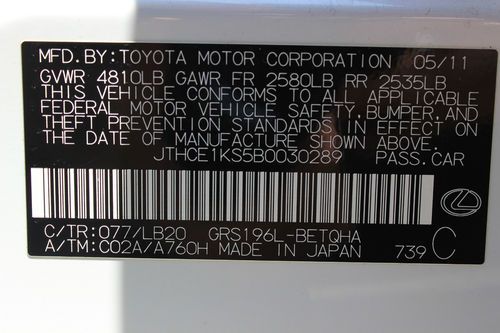 MFD. BY: TOYOTA MOTOR CORPORATION 05/11
GVWR 4810LB GAWR FR 2580LB RR 2535LB
THIS VEHICLE CONFORMS TO ALL APPLICABLE
FEDERAL MOTOR VEHICLE SAFETY, BUMPER, AND
THEFT PREVENTION STANDARDS IN EFFECT ON
THE DATE OF MANUFACTURE SHOWN ABOVE.
JTHCE1KS5B0030289 PASS. CAR
C/TR: 077/LB20 GRS196L-BETQHA
A/TM: C02A/A760H MADE IN JAPAN 739 C